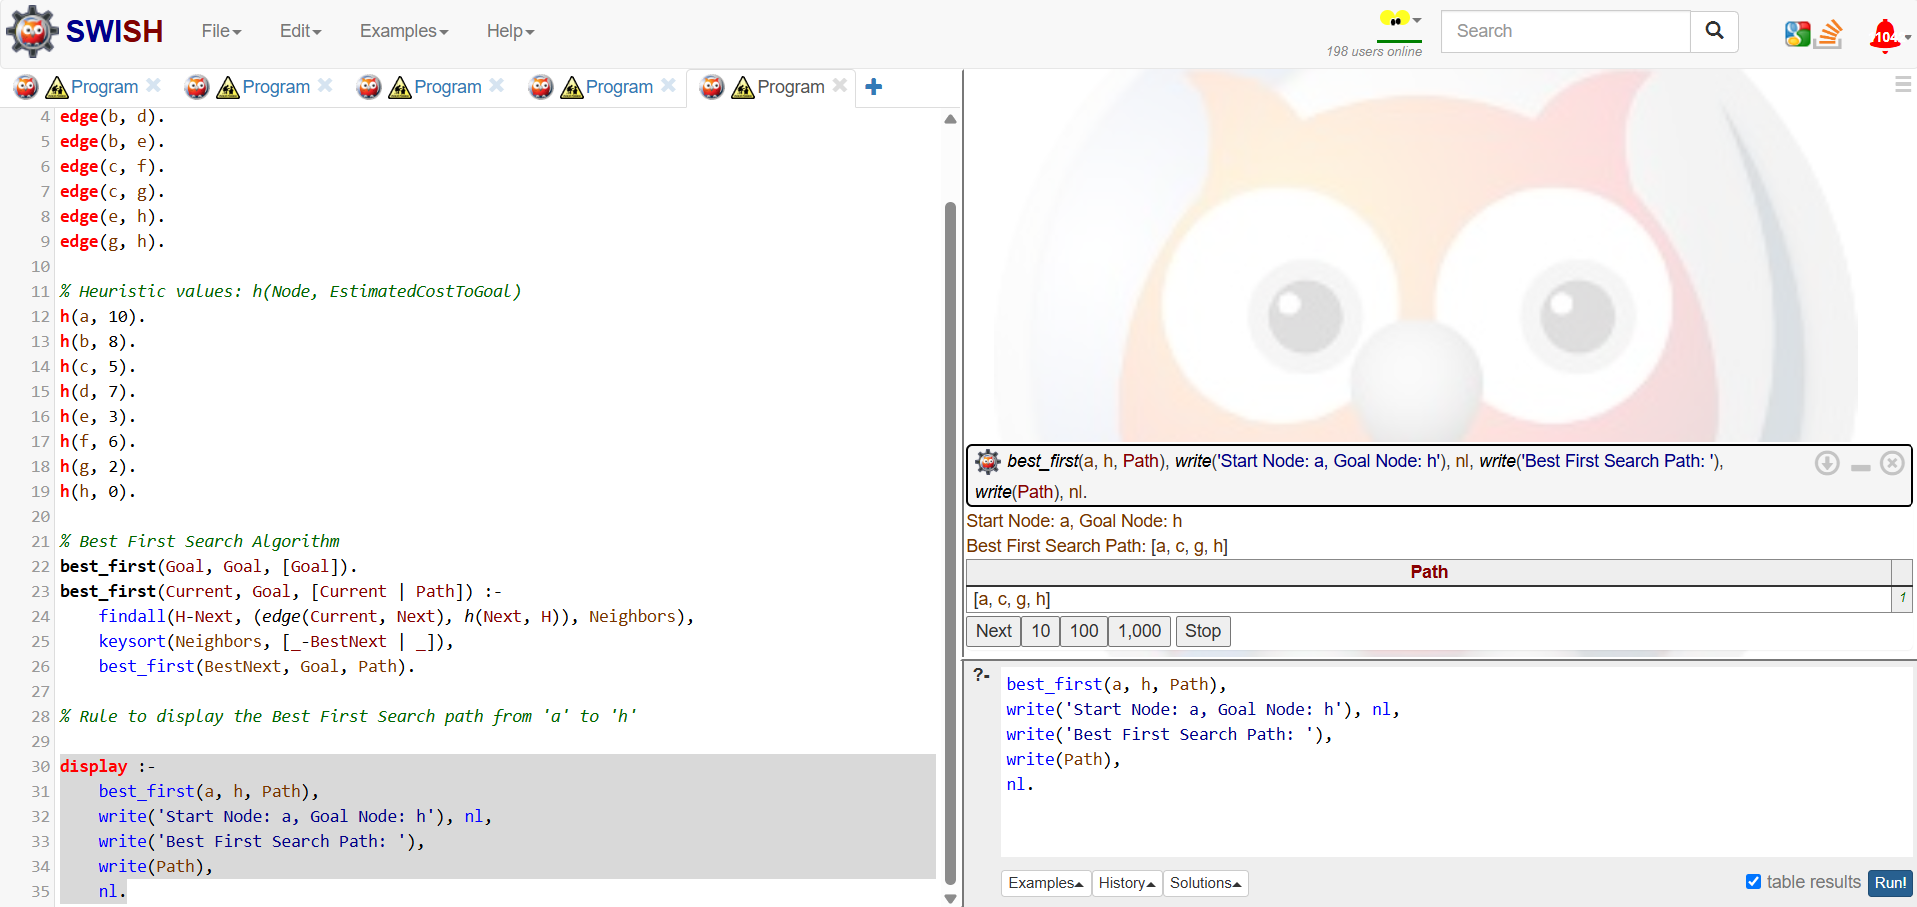 SWISH File Edit Examples Help 198 users online Search 104
Program Program Program Program Program
4 edge(b, d).
5 edge(b, e).
6 edge(c, f).
7 edge(c, g).
8 edge(e, h).
9 edge(g, h).
10
11 % Heuristic values: h(Node, EstimatedCostToGoal)
12 h(a, 10).
13 h(b, 8).
14 h(c, 5).
15 h(d, 7).
16 h(e, 3).
17 h(f, 6).
18 h(g, 2).
19 h(h, 0).
20
21 % Best First Search Algorithm
22 best_first(Goal, Goal, [Goal]).
23 best_first(Current, Goal, [Current | Path]) :-
24     findall(H-Next, (edge(Current, Next), h(Next, H)), Neighbors),
25     keysort(Neighbors, [_-BestNext | _]),
26     best_first(BestNext, Goal, Path).
27
28 % Rule to display the Best First Search path from 'a' to 'h'
29
30 display :-
31     best_first(a, h, Path),
32     write('Start Node: a, Goal Node: h'), nl,
33     write('Best First Search Path: '),
34     write(Path),
35     nl.
best_first(a, h, Path), write('Start Node: a, Goal Node: h'), nl, write('Best First Search Path: '),
write(Path), nl.
Start Node: a, Goal Node: h
Best First Search Path: [a, c, g, h]
Path
[a, c, g, h] 1
Next 10 100 1,000 Stop
?- best_first(a, h, Path),
write('Start Node: a, Goal Node: h'), nl,
write('Best First Search Path: '),
write(Path),
nl.
Examples History Solutions table results Run!